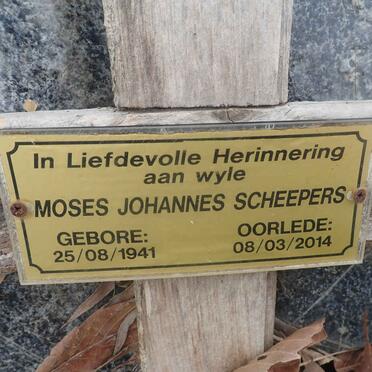 In Liefdevolle Herinnering
aan wyle
MOSES JOHANNES SCHEEPERS
GEBORE: OORLEDE:
25/08/1941 08/03/2014